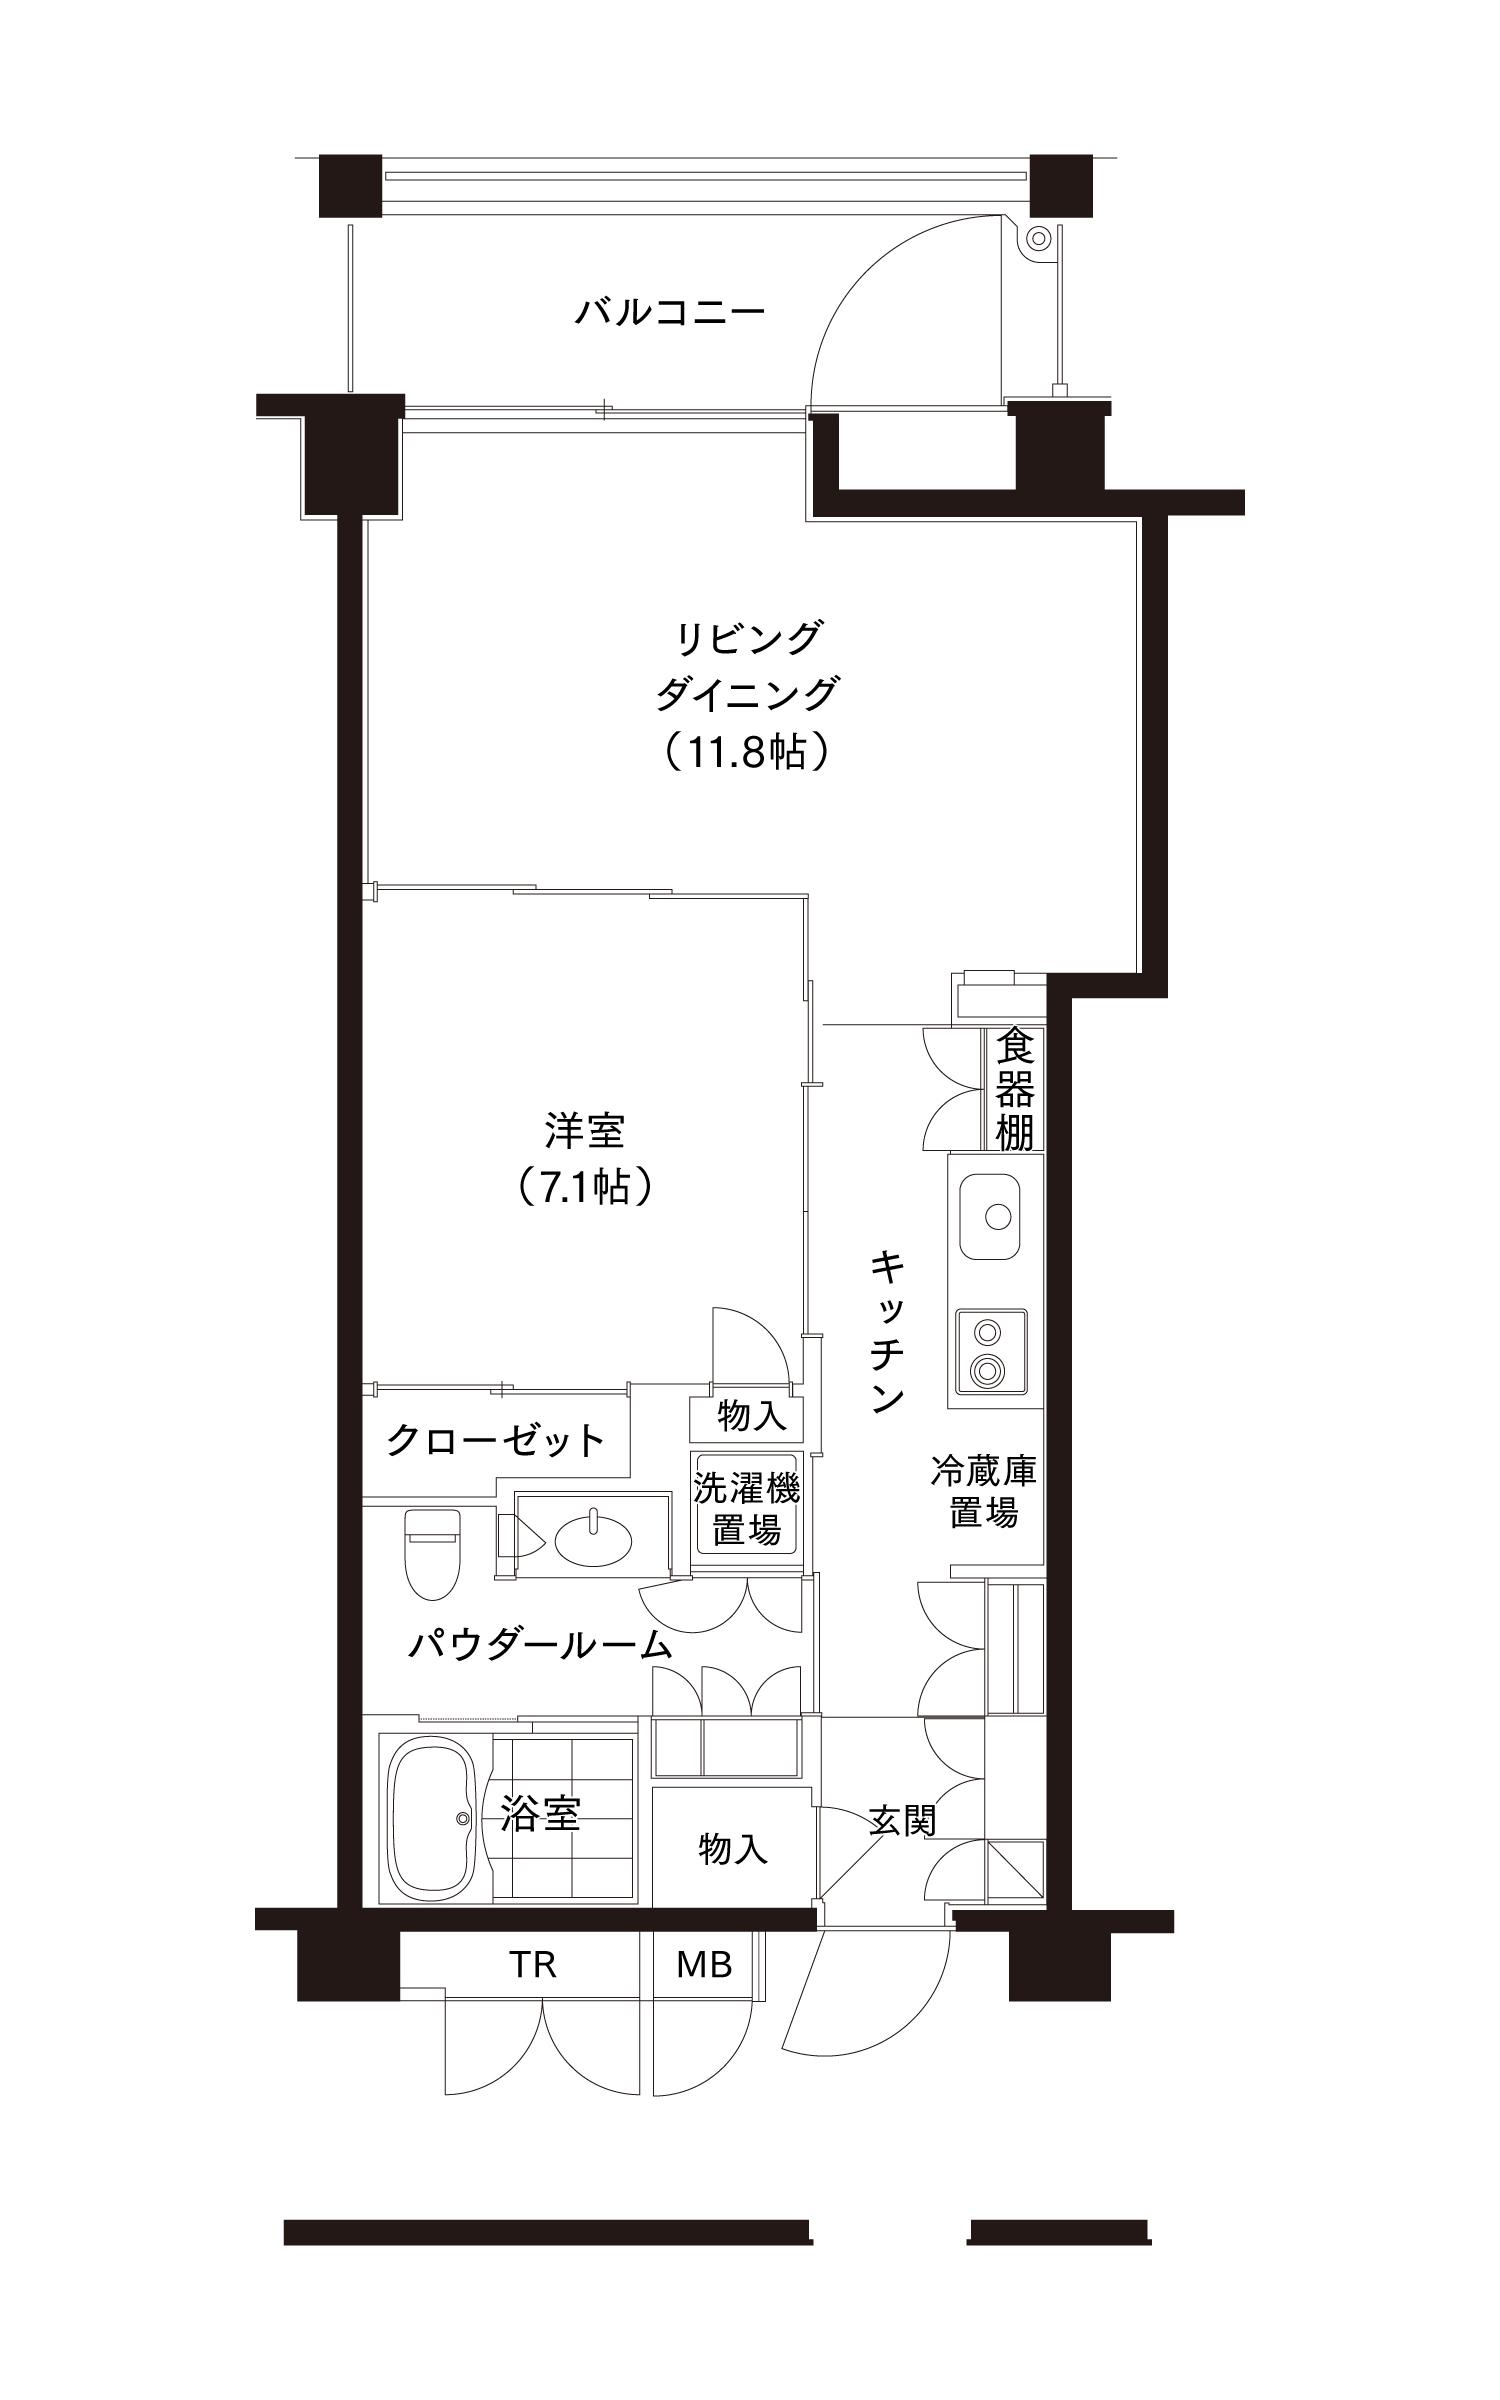 バルコニー
リビング
ダイニング
（11.8帖）
洋室
（7.1帖）
食器棚
キッチン
クローゼット
物入
洗濯機
置場
冷蔵庫
置場
パウダールーム
浴室
物入
玄関
TR
MB